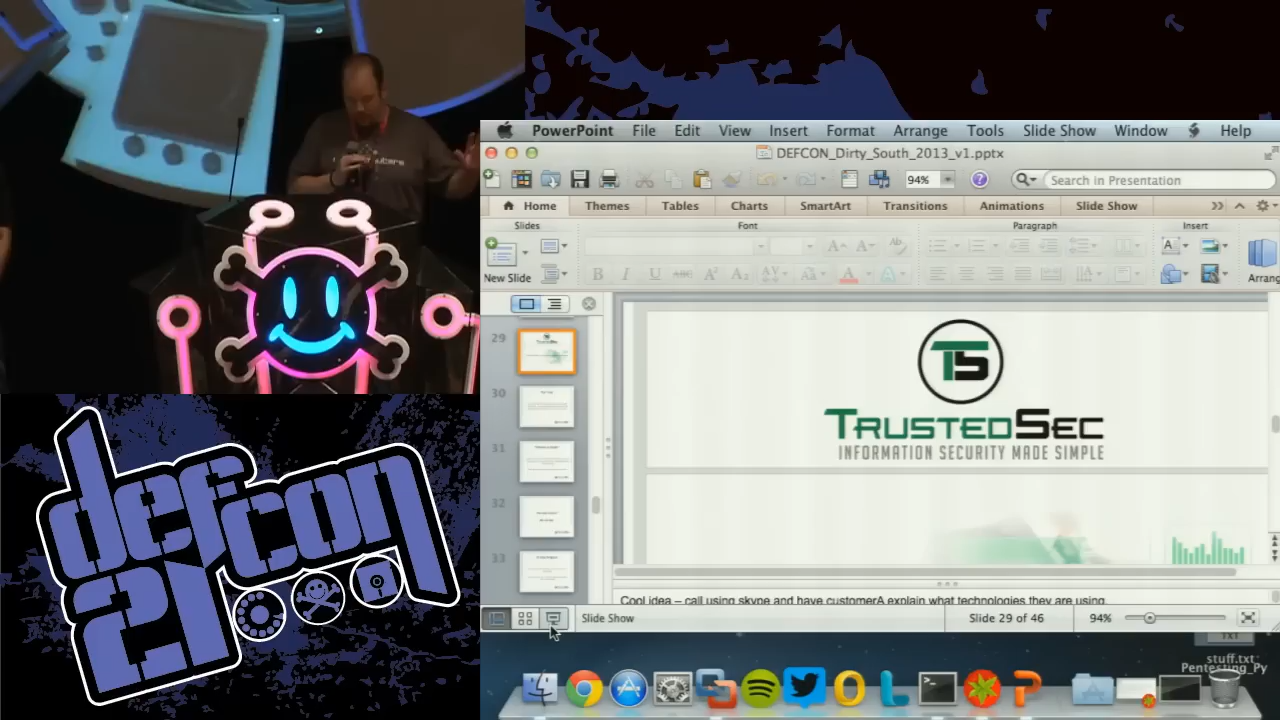 PowerPoint File Edit View Insert Format Arrange Tools Slide Show Window Help
DEFCON_Dirty_South_2013_v1.pptx
94% Search in Presentation
Home Themes Tables Charts SmartArt Transitions Animations Slide Show
Slides Font Paragraph Insert
New Slide Arrang
29
30
31
32
33
TS
TRUSTEDSEC
INFORMATION SECURITY MADE SIMPLE
Cool idea – call using skype and have customerA explain what technologies they are using.
Slide Show Slide 29 of 46 94%
TXT
stuff.txt
Pentesting_Py
defcon
21